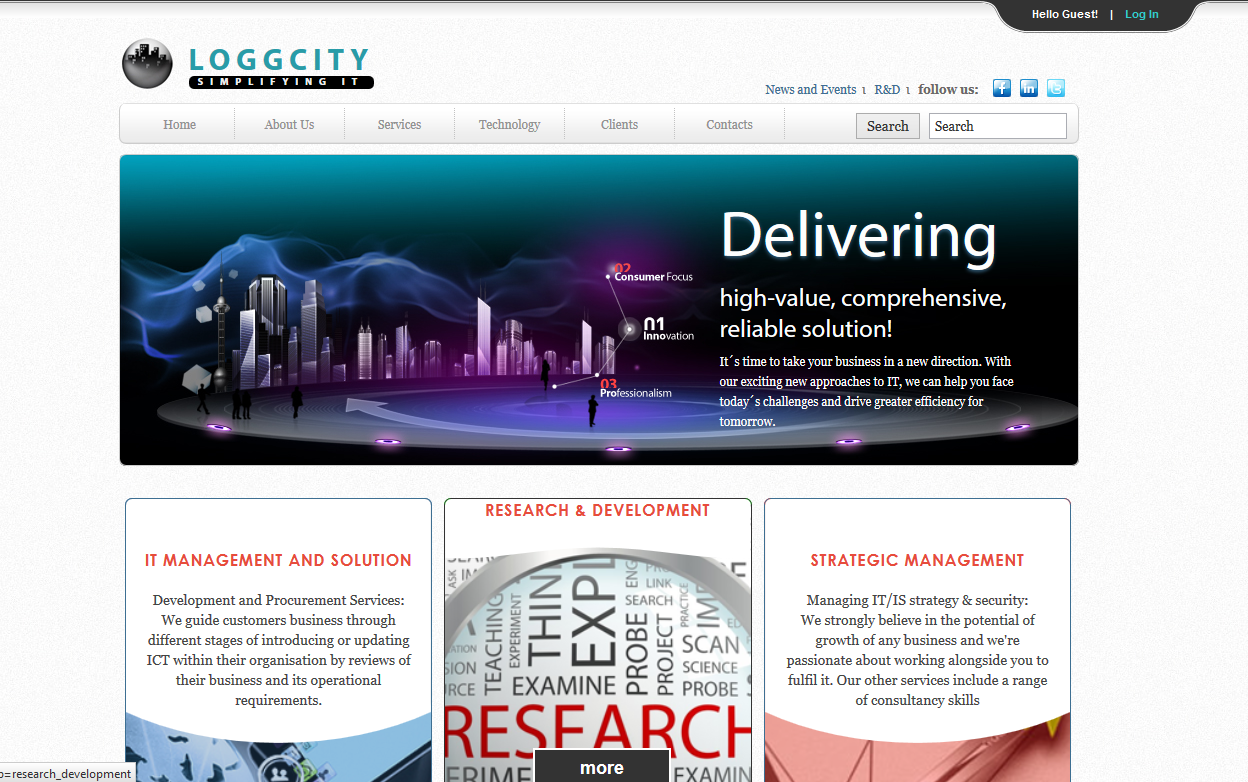 Hello Guest! | Log In
LOGGCITY
SIMPLIFYING IT
News and Events ı R&D ı follow us:
Home
About Us
Services
Technology
Clients
Contacts
Search
Search
Delivering
high-value, comprehensive,
reliable solution!
It´s time to take your business in a new direction. With
our exciting new approaches to IT, we can help you face
today´s challenges and drive greater efficiency for
tomorrow.
02
Consumer Focus
01
Innovation
03
Professionalism
IT MANAGEMENT AND SOLUTION
Development and Procurement Services:
We guide customers business through
different stages of introducing or updating
ICT within their organisation by reviews of
their business and its operational
requirements.
RESEARCH & DEVELOPMENT
ASK
TEACHING
EXPERIMENT
THIN
EXPL
ENG
LINK
SEARCH
PRACTICE
PROBE
PROJECT
SCAN
SCIENCE
EXAMINE
PROBE
RESEARCH
EXAMIN
more
STRATEGIC MANAGEMENT
Managing IT/IS strategy & security:
We strongly believe in the potential of
growth of any business and we're
passionate about working alongside you to
fulfil it. Our other services include a range
of consultancy skills
o=research_development